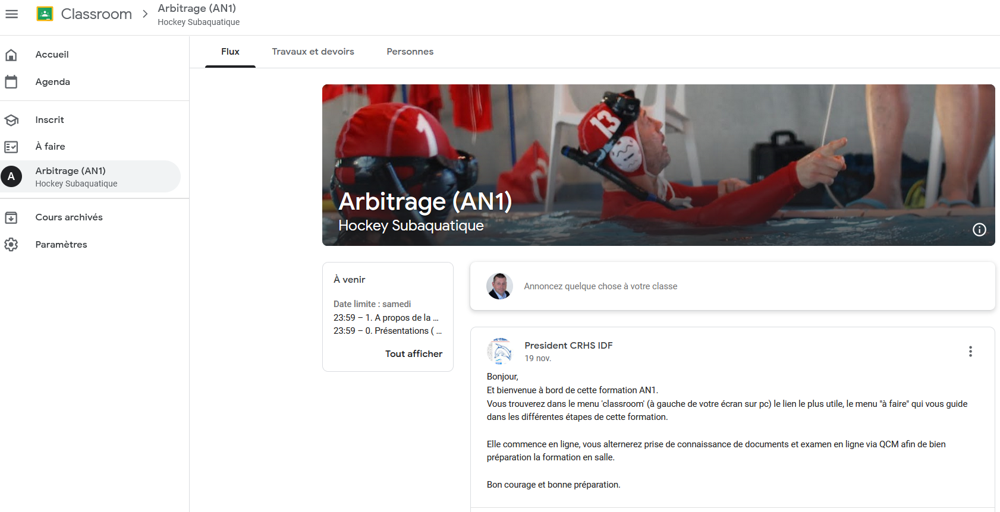 Classroom
Arbitrage (AN1)
Hockey Subaquatique
Accueil
Agenda
Inscrit
À faire
A
Arbitrage (AN1)
Hockey Subaquatique
Cours archivés
Paramètres
Flux
Travaux et devoirs
Personnes
1
13
Arbitrage (AN1)
Hockey Subaquatique
À venir
Date limite : samedi
23:59 – 1. A propos de la ...
23:59 – 0. Présentations ( ...
Tout afficher
Annoncez quelque chose à votre classe
President CRHS IDF
19 nov.
Bonjour,
Et bienvenue à bord de cette formation AN1.
Vous trouverez dans le menu 'classroom' (à gauche de votre écran sur pc) le lien le plus utile, le menu "à faire" qui vous guide
dans les différentes étapes de cette formation.
Elle commence en ligne, vous alternerez prise de connaissance de documents et examen en ligne via QCM afin de bien
préparation la formation en salle.
Bon courage et bonne préparation.